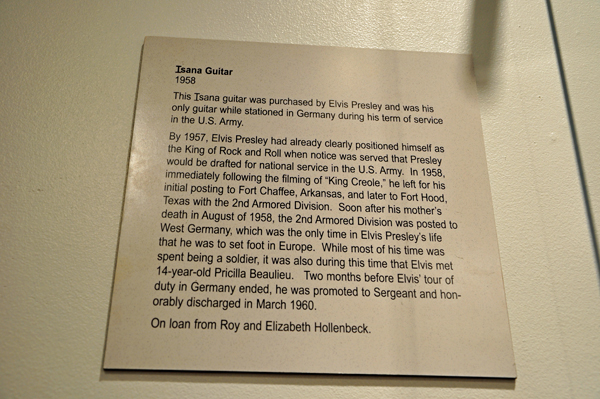 Isana Guitar
1958
This Isana guitar was purchased by Elvis Presley and was his
only guitar while stationed in Germany during his term of service
in the U.S. Army.
By 1957, Elvis Presley had already clearly positioned himself as
the King of Rock and Roll when notice was served that Presley
would be drafted for national service in the U.S. Army.  In 1958,
immediately following the filming of “King Creole,” he left for his
initial posting to Fort Chaffee, Arkansas, and later to Fort Hood,
Texas with the 2nd Armored Division.  Soon after his mother's
death in August of 1958, the 2nd Armored Division was posted to
West Germany, which was the only time in Elvis Presley's life
that he was to set foot in Europe.  While most of his time was
spent being a soldier, it was also during this time that Elvis met
14-year-old Pricilla Beaulieu.  Two months before Elvis' tour of
duty in Germany ended, he was promoted to Sergeant and hon-
orably discharged in March 1960.
On loan from Roy and Elizabeth Hollenbeck.